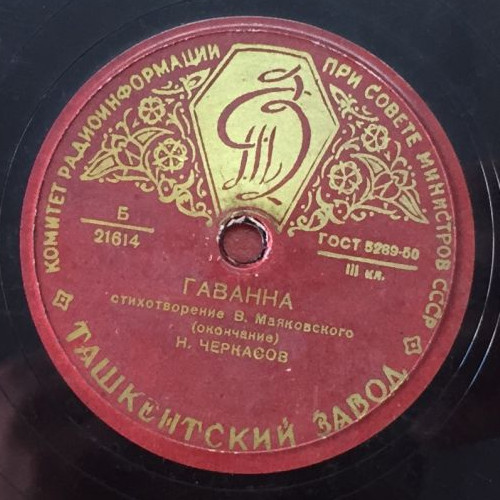 КОМИТЕТ РАДИОИНФОРМАЦИИ ПРИ СОВЕТЕ МИНИСТРОВ СССР
Б
21614
ГОСТ 5289-50
III кл.
ГАВАННА
стихотворение В. Маяковского
(окончание)
Н. ЧЕРКАСОВ
ТАШКЕНТСКИЙ ЗАВОД